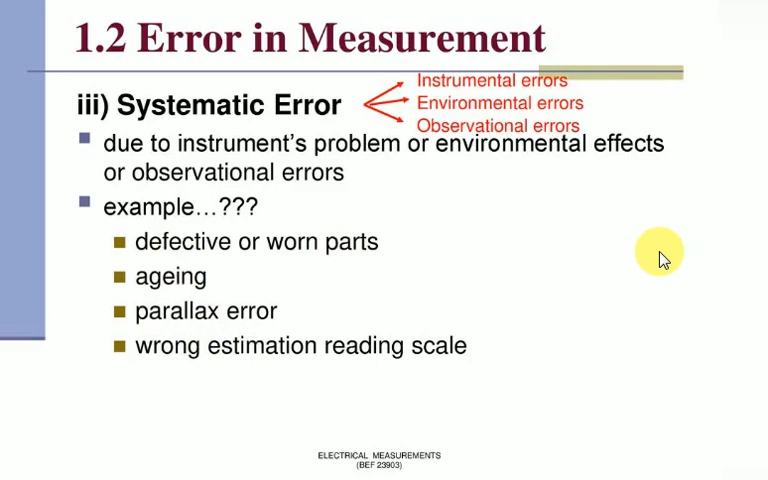 1.2 Error in Measurement
Instrumental errors
iii) Systematic Error
Environmental errors
Observational errors
due to instrument's problem or environmental effects
or observational errors
example…???
defective or worn parts
ageing
parallax error
wrong estimation reading scale
ELECTRICAL MEASUREMENTS
(BEF 23903)